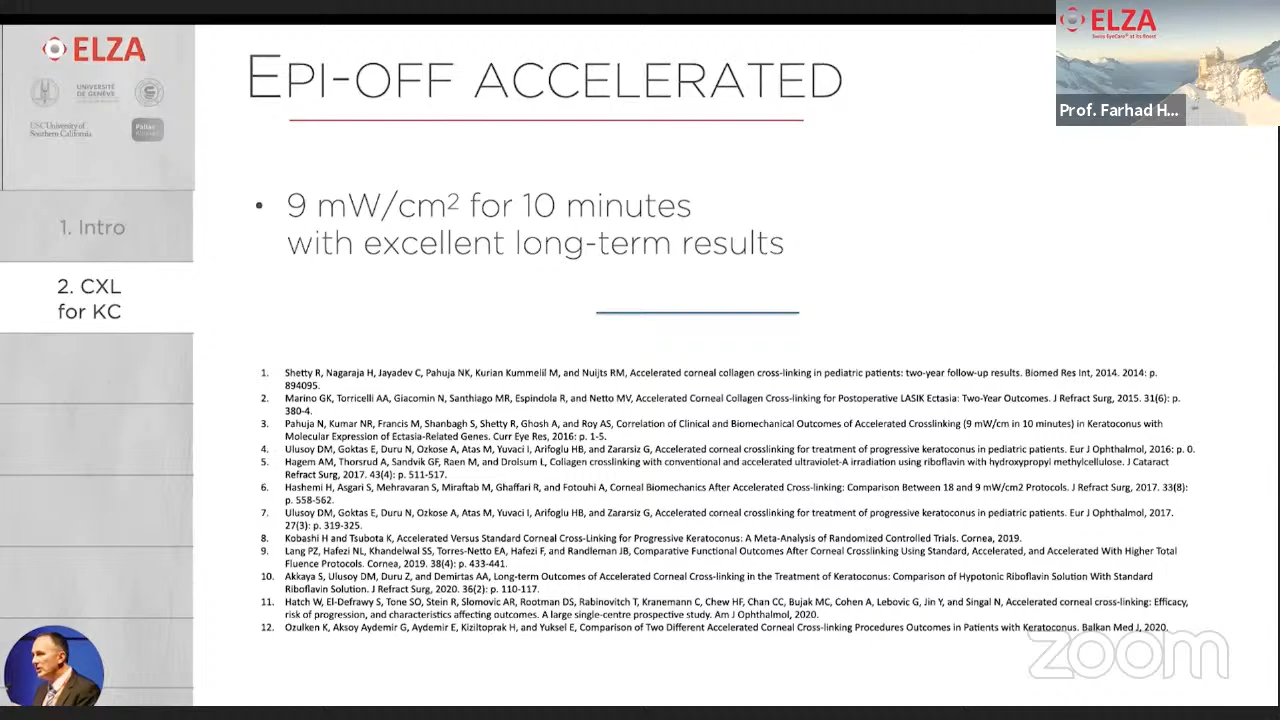 ELZA
UNIVERSITÉ
DE GENÈVE
USC University of
Southern California
Pallas
1. Intro
2. CXL
for KC
EPI-OFF ACCELERATED
• 9 mW/cm² for 10 minutes
with excellent long-term results
1. Shetty R, Nagaraja H, Jayadev C, Pahuja NK, Kurian Kummelil M, and Nuijts RM, Accelerated corneal collagen cross-linking in pediatric patients: two-year follow-up results. Biomed Res Int, 2014. 2014: p.
894095.
2. Marino GK, Torricelli AA, Giacomin N, Santhiago MR, Espindola R, and Netto MV, Accelerated Corneal Collagen Cross-linking for Postoperative LASIK Ectasia: Two-Year Outcomes. J Refract Surg, 2015. 31(6): p.
380-4.
3. Pahuja N, Kumar NR, Francis M, Shanbagh S, Shetty R, Ghosh A, and Roy AS, Correlation of Clinical and Biomechanical Outcomes of Accelerated Crosslinking (9 mW/cm in 10 minutes) in Keratoconus with
Molecular Expression of Ectasia-Related Genes. Curr Eye Res, 2016: p. 1-5.
4. Ulusoy DM, Goktas E, Duru N, Ozkose A, Atas M, Yuvaci I, Arifoglu HB, and Zararsiz G, Accelerated corneal crosslinking for treatment of progressive keratoconus in pediatric patients. Eur J Ophthalmol, 2016: p. 0.
5. Hagem AM, Thorsrud A, Sandvik GF, Raen M, and Drolsum L, Collagen crosslinking with conventional and accelerated ultraviolet-A irradiation using riboflavin with hydroxypropyl methylcellulose. J Cataract
Refract Surg, 2017. 43(4): p. 511-517.
6. Hashemi H, Asgari S, Mehravaran S, Miraftab M, Ghaffari R, and Fotouhi A, Corneal Biomechanics After Accelerated Cross-linking: Comparison Between 18 and 9 mW/cm2 Protocols. J Refract Surg, 2017. 33(8):
p. 558-562.
7. Ulusoy DM, Goktas E, Duru N, Ozkose A, Atas M, Yuvaci I, Arifoglu HB, and Zararsiz G, Accelerated corneal crosslinking for treatment of progressive keratoconus in pediatric patients. Eur J Ophthalmol, 2017.
27(3): p. 319-325.
8. Kobashi H and Tsubota K, Accelerated Versus Standard Corneal Cross-Linking for Progressive Keratoconus: A Meta-Analysis of Randomized Controlled Trials. Cornea, 2019.
9. Lang PZ, Hafezi NL, Khandelwal SS, Torres-Netto EA, Hafezi F, and Randleman JB, Comparative Functional Outcomes After Corneal Crosslinking Using Standard, Accelerated, and Accelerated With Higher Total
Fluence Protocols. Cornea, 2019. 38(4): p. 433-441.
10. Akkaya S, Ulusoy DM, Duru Z, and Demirtas AA, Long-term Outcomes of Accelerated Corneal Cross-linking in the Treatment of Keratoconus: Comparison of Hypotonic Riboflavin Solution With Standard
Riboflavin Solution. J Refract Surg, 2020. 36(2): p. 110-117.
11. Hatch W, El-Defrawy S, Tone SO, Stein R, Slomovic AR, Rootman DS, Rabinovitch T, Kranemann C, Chew HF, Chan CC, Bujak MC, Cohen A, Lebovic G, Jin Y, and Singal N, Accelerated corneal cross-linking: Efficacy,
risk of progression, and characteristics affecting outcomes. A large single-centre prospective study. Am J Ophthalmol, 2020.
12. Ozulken K, Aksoy Aydemir G, Aydemir E, Kiziltoprak H, and Yuksel E, Comparison of Two Different Accelerated Corneal Cross-linking Procedures Outcomes in Patients with Keratoconus. Balkan Med J, 2020.
ELZA
Swiss EyeCare® at its Finest
Prof. Farhad H...
zoom